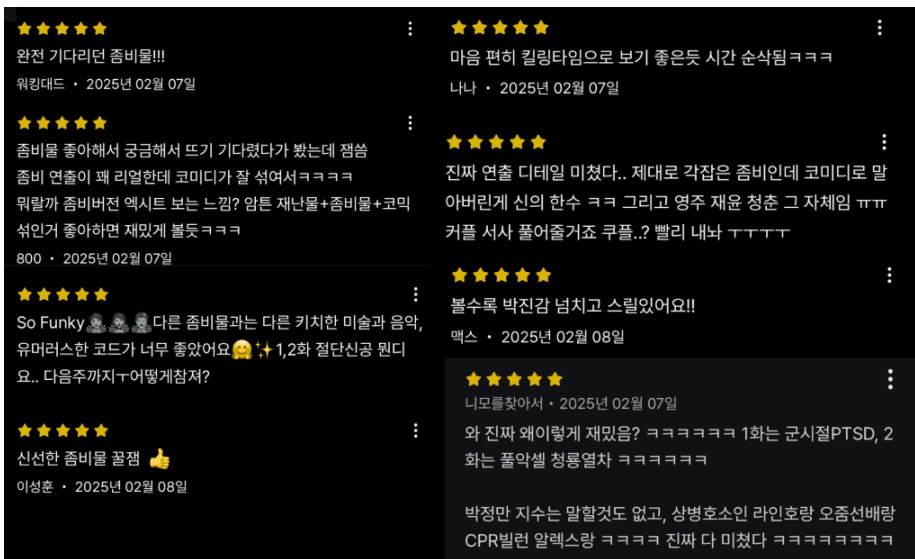 완전 기다리던 좀비물!!!
워킹대드 • 2025년 02월 07일
좀비물 좋아해서 궁금해서 뜨기 기다렸다가 봤는데 잼씀
좀비 연출이 꽤 리얼한데 코미디가 잘 섞여서ㅋㅋㅋㅋ
뭐랄까 좀비버전 엑시트 보는 느낌? 암튼 재난물+좀비물+코믹
섞인거 좋아하면 재밌게 볼듯ㅋㅋㅋ
800 • 2025년 02월 07일
So Funky🧟🧟🧟다른 좀비물과는 다른 키치한 미술과 음악,
유머러스한 코드가 너무 좋았어요🤗✨1,2화 절단신공 뭔디
요.. 다음주까지ㅜ어떻게참져?
신선한 좀비물 꿀잼 👍
이성훈 • 2025년 02월 08일
마음 편히 킬링타임으로 보기 좋은듯 시간 순삭됨ㅋㅋㅋ
나나 • 2025년 02월 07일
진짜 연출 디테일 미쳤다.. 제대로 각잡은 좀비인데 코미디로 말
아버린게 신의 한수 ㅋㅋ 그리고 영주 재윤 청춘 그 자체임 ㅠㅠ
커플 서사 풀어줄거죠 쿠플..? 빨리 내놔 ㅜㅜㅜㅜ
볼수록 박진감 넘치고 스릴있어요!!
맥스 • 2025년 02월 08일
니모를찾아서 • 2025년 02월 07일
와 진짜 왜이렇게 재밌음? ㅋㅋㅋㅋㅋㅋ 1화는 군시절PTSD, 2
화는 풀악셀 청룡열차 ㅋㅋㅋㅋㅋㅋ
박정만 지수는 말할것도 없고, 상병호소인 라인호랑 오줌선배랑
CPR빌런 알렉스랑 ㅋㅋㅋㅋ 진짜 다 미쳤다 ㅋㅋㅋㅋㅋㅋㅋㅋ